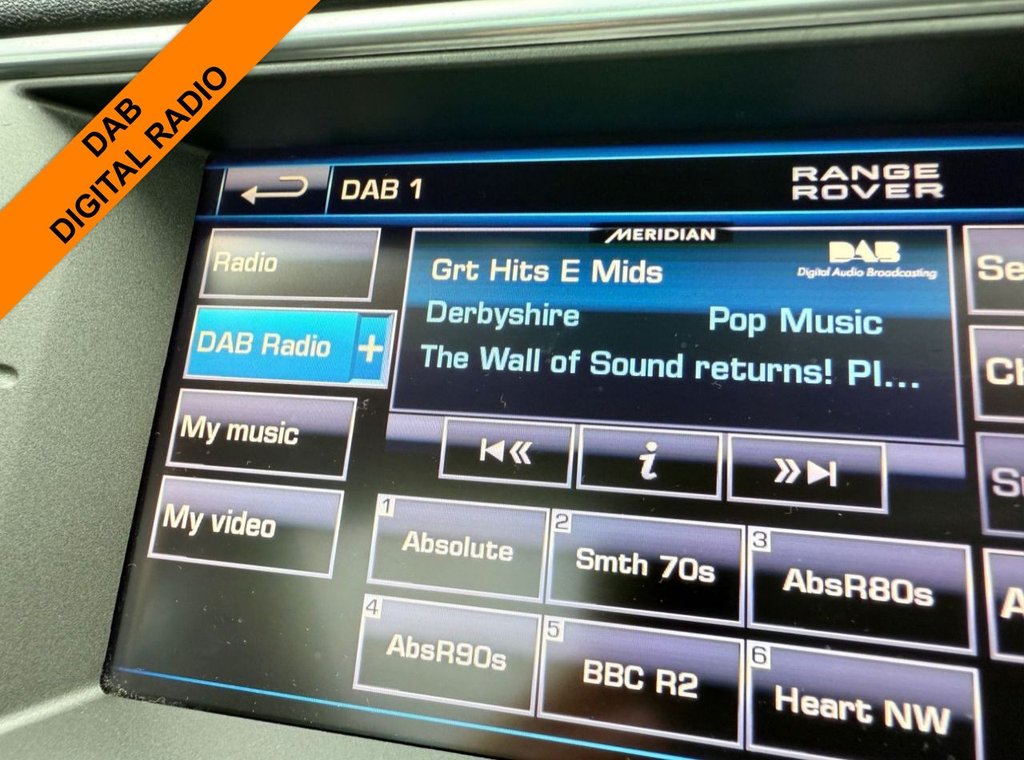 DAB
DIGITAL RADIO
DAB 1
RANGE
ROVER
MERIDIAN
DAB
Digital Audio Broadcasting
Radio
Grt Hits E Mids
DAB Radio +
Derbyshire Pop Music
The Wall of Sound returns! Pl...
My music
i
My video
1 Absolute
2 Smth 70s
3 AbsR80s
4 AbsR90s
5 BBC R2
6 Heart NW